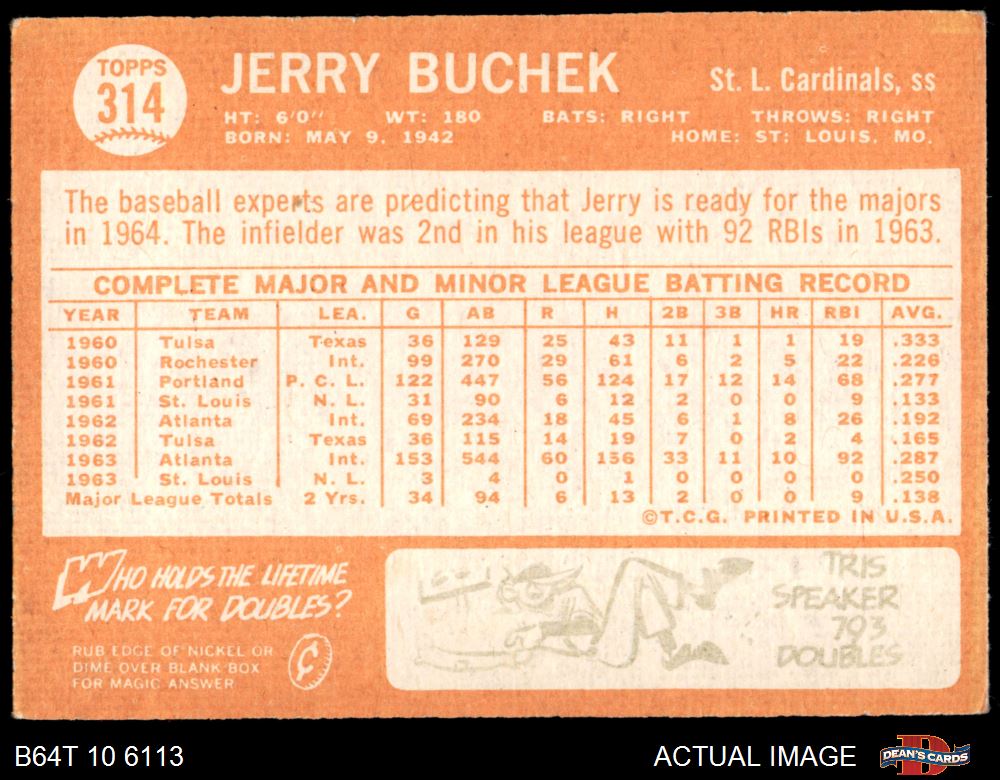 TOPPS
314
JERRY BUCHEK
St. L. Cardinals, ss
HT: 6'0" WT: 180 BATS: RIGHT THROWS: RIGHT
BORN: MAY 9, 1942 HOME: ST: LOUIS, MO.
The baseball experts are predicting that Jerry is ready for the majors
in 1964. The infielder was 2nd in his league with 92 RBIs in 1963.
COMPLETE MAJOR AND MINOR LEAGUE BATTING RECORD
YEAR TEAM LEA. G AB R H 2B 3B HR RBI AVG.
1960 Tulsa Texas 36 129 25 43 11 1 1 19 .333
1960 Rochester Int. 99 270 29 61 6 2 5 22 .226
1961 Portland P. C. L. 122 447 56 124 17 12 14 68 .277
1961 St. Louis N. L. 31 90 6 12 2 0 0 9 .133
1962 Atlanta Int. 69 234 18 45 6 1 8 26 .192
1962 Tulsa Texas 36 115 14 19 7 0 2 4 .165
1963 Atlanta Int. 153 544 60 156 33 11 10 92 .287
1963 St. Louis N. L. 3 4 0 1 0 0 0 0 .250
Major League Totals 2 Yrs. 34 94 6 13 2 0 0 9 .138
©T.C.G. PRINTED IN U.S.A.
WHO HOLDS THE LIFETIME
MARK FOR DOUBLES?
RUB EDGE OF NICKEL OR
DIME OVER BLANK BOX
FOR MAGIC ANSWER
¢
TRIS
SPEAKER
793
DOUBLES
B64T 10 6113
ACTUAL IMAGE
D
DEAN'S CARDS